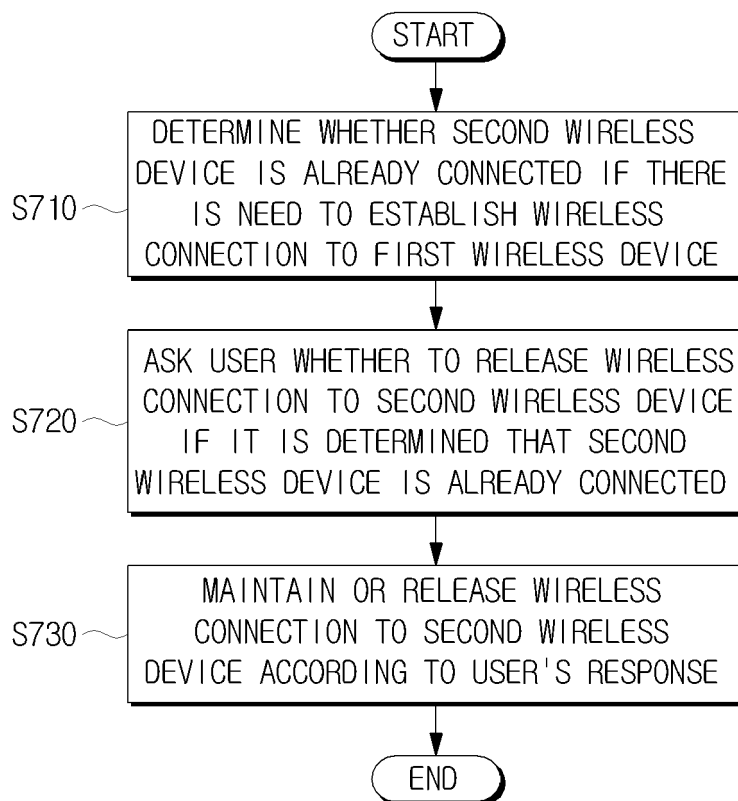 START
DETERMINE WHETHER SECOND WIRELESS
DEVICE IS ALREADY CONNECTED IF THERE
IS NEED TO ESTABLISH WIRELESS
CONNECTION TO FIRST WIRELESS DEVICE
S710
ASK USER WHETHER TO RELEASE WIRELESS
CONNECTION TO SECOND WIRELESS DEVICE
IF IT IS DETERMINED THAT SECOND
WIRELESS DEVICE IS ALREADY CONNECTED
S720
MAINTAIN OR RELEASE WIRELESS
CONNECTION TO SECOND WIRELESS
DEVICE ACCORDING TO USER'S RESPONSE
S730
END